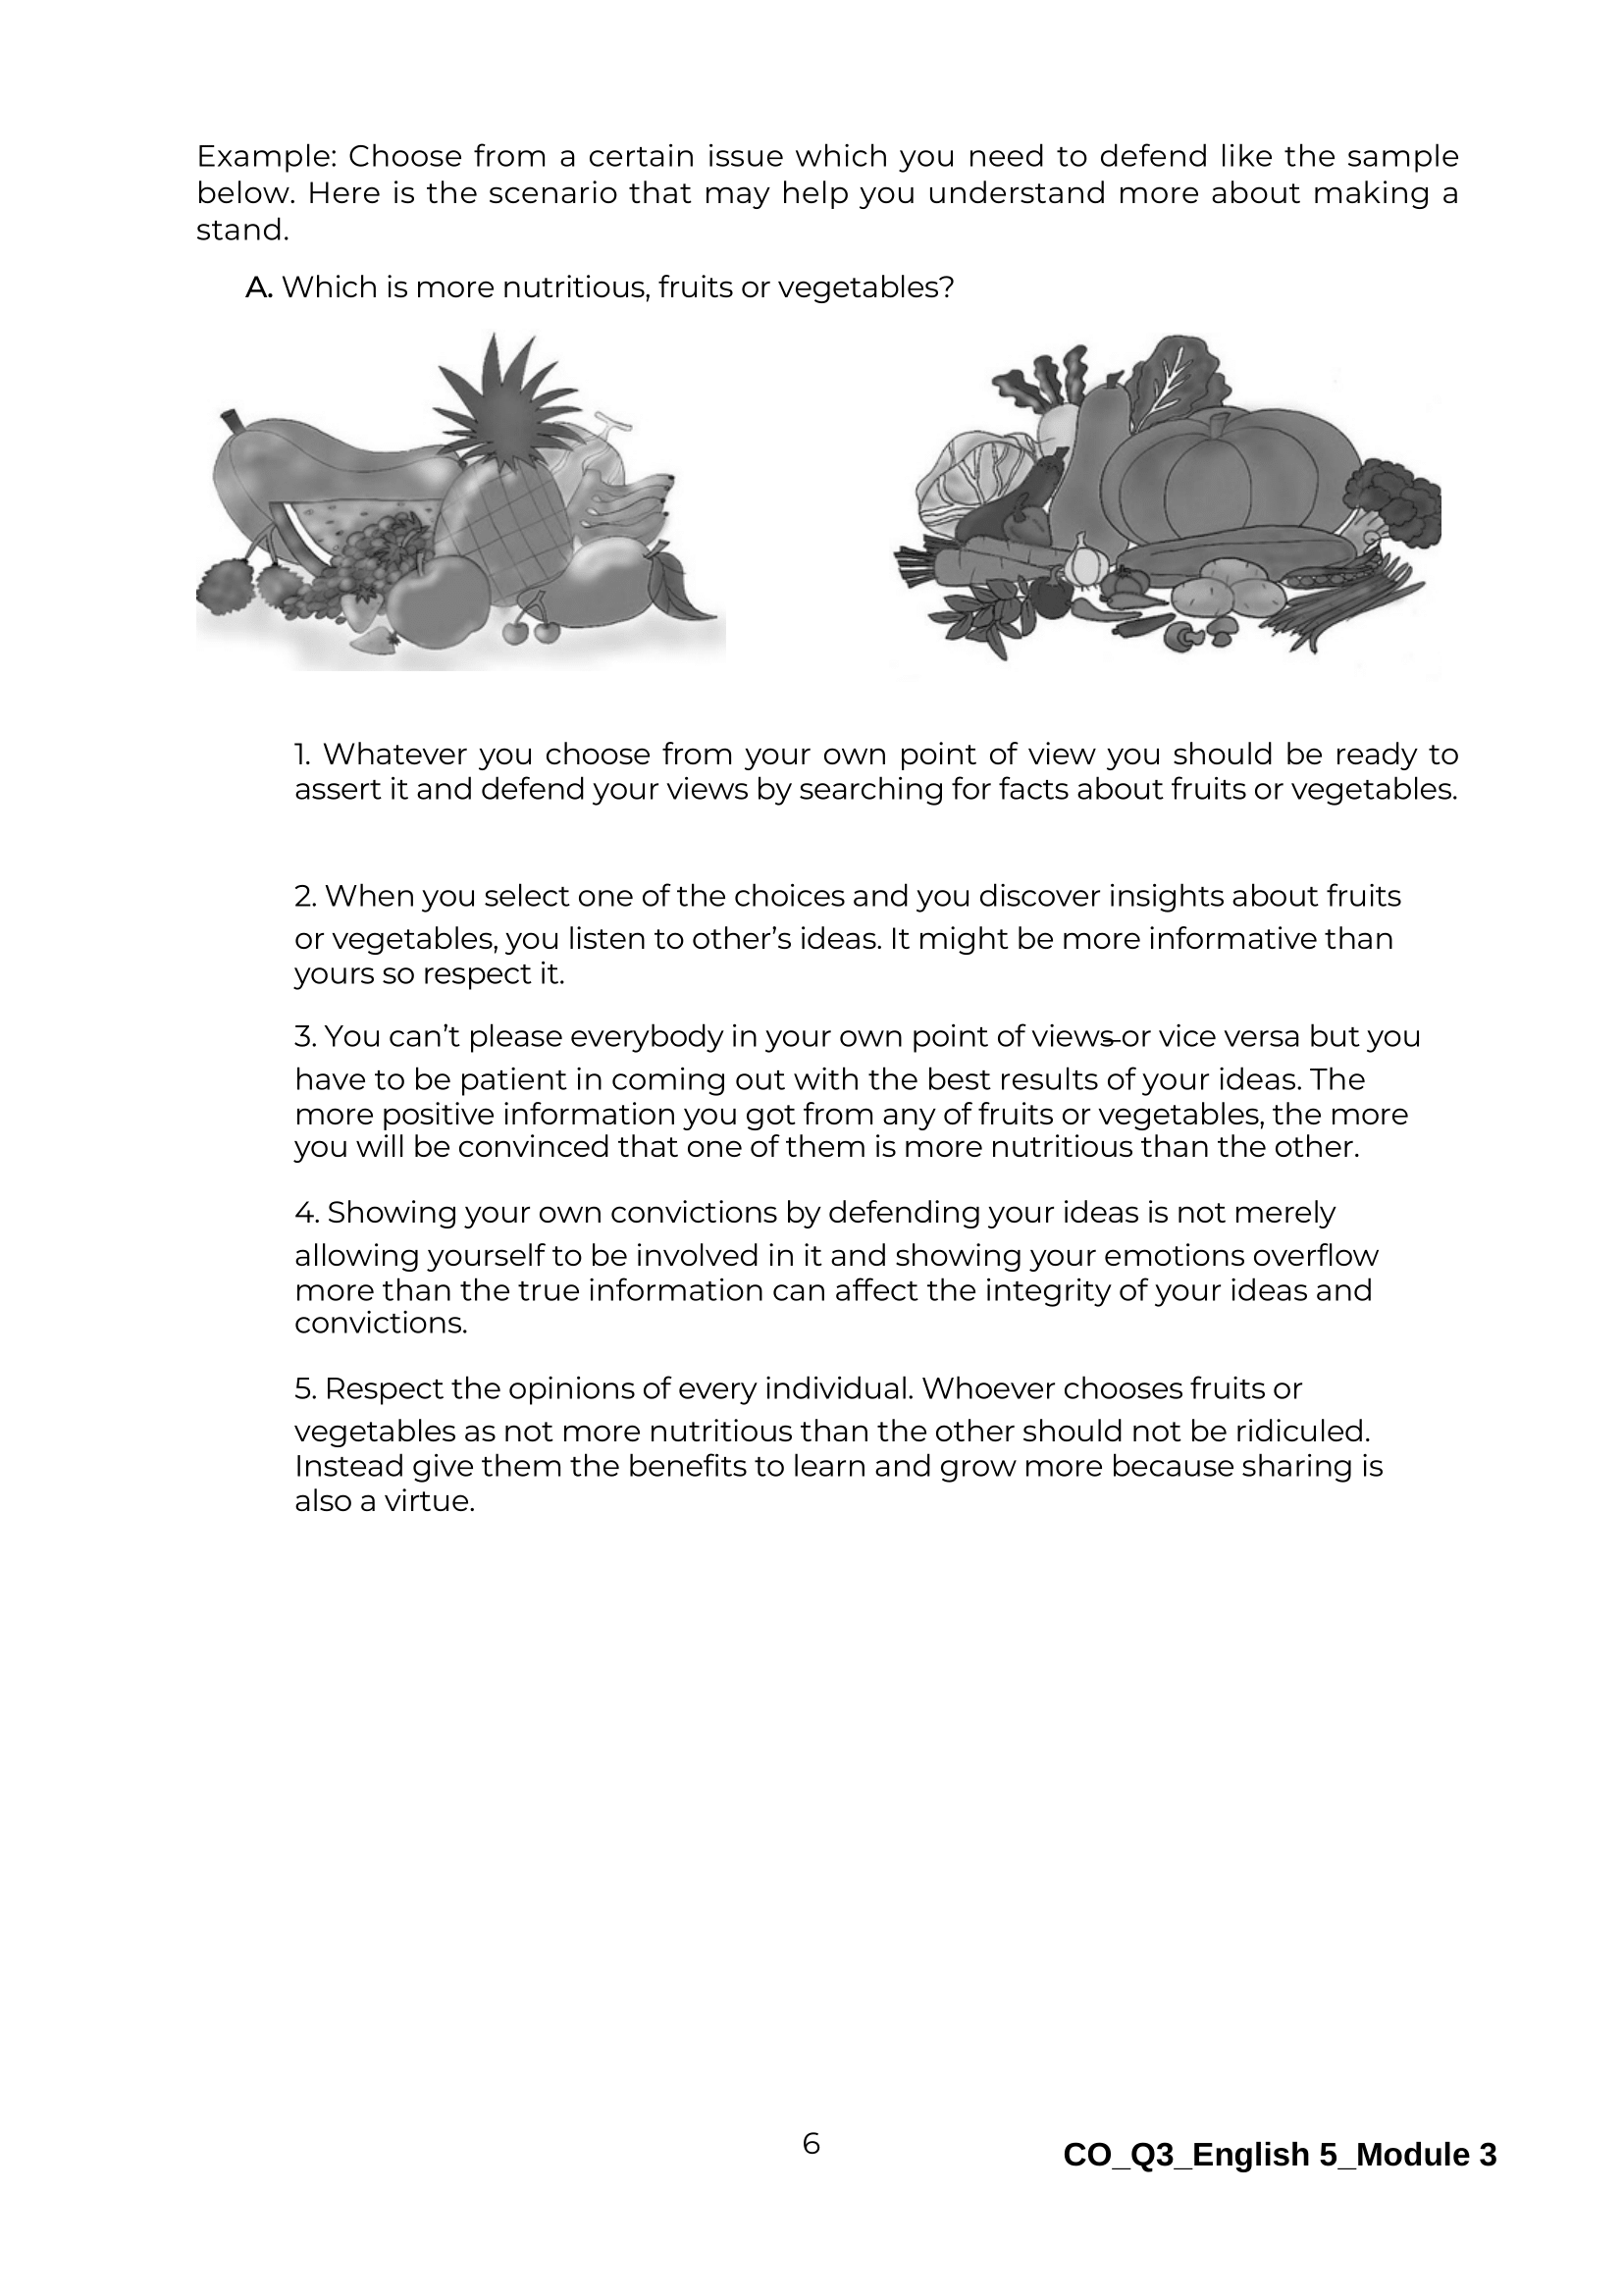 Example: Choose from a certain issue which you need to defend like the sample
below. Here is the scenario that may help you understand more about making a
stand.
A. Which is more nutritious, fruits or vegetables?
1. Whatever you choose from your own point of view you should be ready to
assert it and defend your views by searching for facts about fruits or vegetables.
2. When you select one of the choices and you discover insights about fruits
or vegetables, you listen to other’s ideas. It might be more informative than
yours so respect it.
3. You can’t please everybody in your own point of views or vice versa but you
have to be patient in coming out with the best results of your ideas. The
more positive information you got from any of fruits or vegetables, the more
you will be convinced that one of them is more nutritious than the other.
4. Showing your own convictions by defending your ideas is not merely
allowing yourself to be involved in it and showing your emotions overflow
more than the true information can affect the integrity of your ideas and
convictions.
5. Respect the opinions of every individual. Whoever chooses fruits or
vegetables as not more nutritious than the other should not be ridiculed.
Instead give them the benefits to learn and grow more because sharing is
also a virtue.
6
CO_Q3_English 5_Module 3